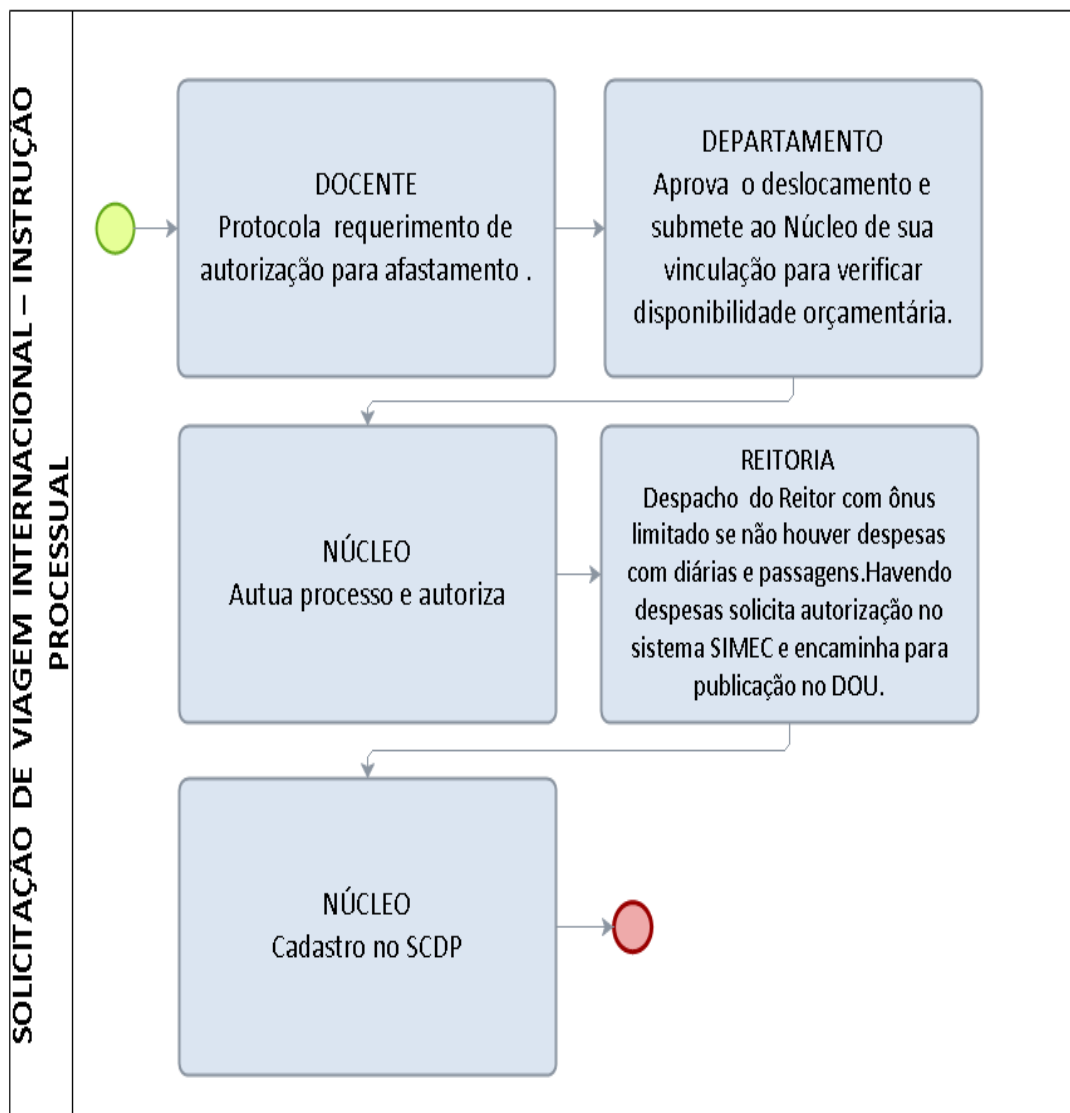 SOLICITAÇÃO DE VIAGEM INTERNACIONAL – INSTRUÇÃO
PROCESSUAL
DOCENTE
Protocola requerimento de
autorização para afastamento .
DEPARTAMENTO
Aprova o deslocamento e
submete ao Núcleo de sua
vinculação para verificar
disponibilidade orçamentária.
NÚCLEO
Autua processo e autoriza
REITORIA
Despacho do Reitor com ônus
limitado se não houver despesas
com diárias e passagens.Havendo
despesas solicita autorização no
sistema SIMEC e encaminha para
publicação no DOU.
NÚCLEO
Cadastro no SCDP